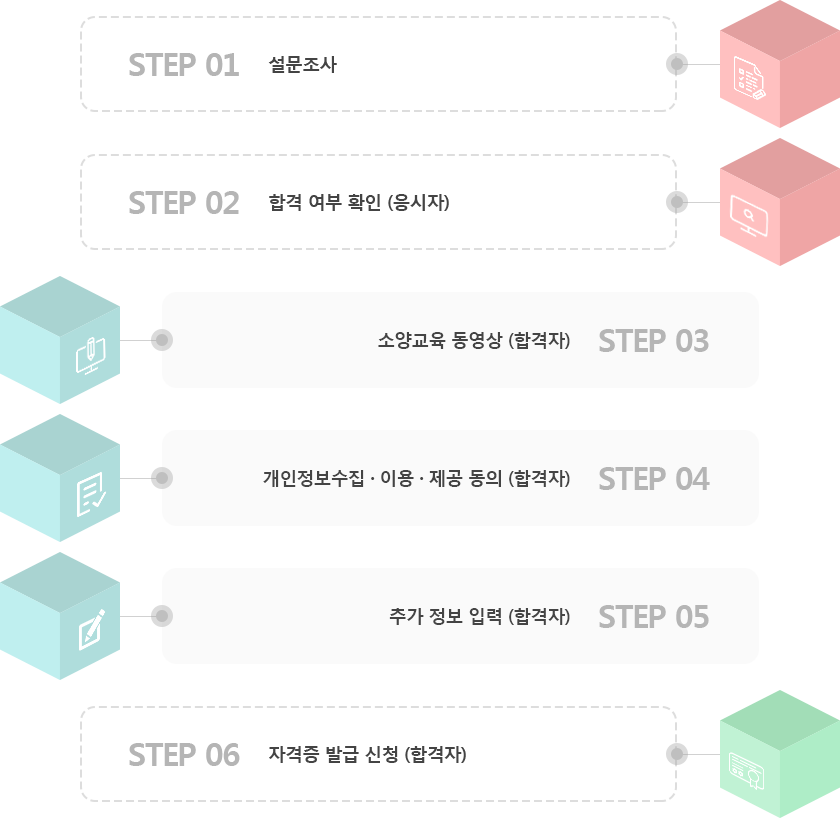 STEP 01 설문조사
STEP 02 합격 여부 확인 (응시자)
소양교육 동영상 (합격자) STEP 03
개인정보수집 · 이용 · 제공 동의 (합격자) STEP 04
추가 정보 입력 (합격자) STEP 05
STEP 06 자격증 발급 신청 (합격자)